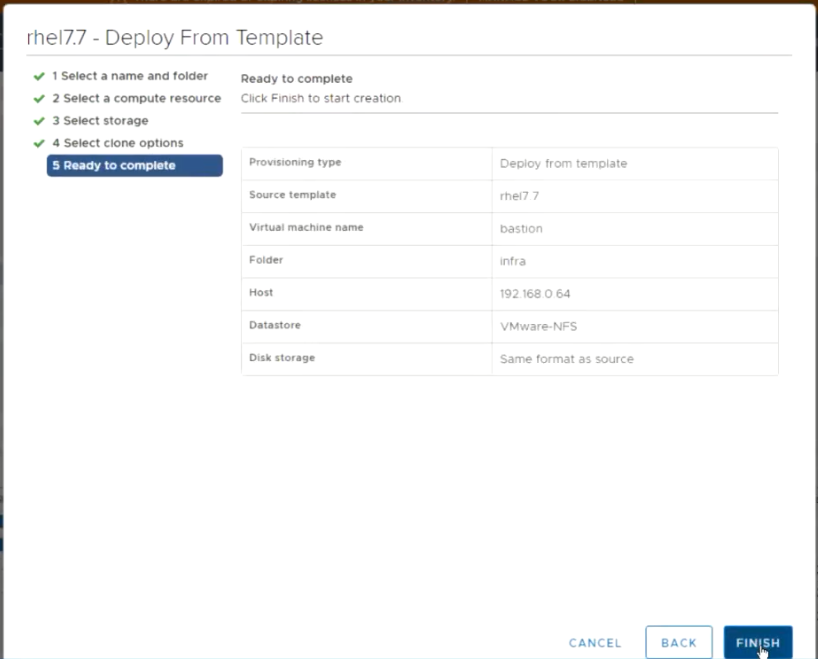 rhel7.7 - Deploy From Template
1 Select a name and folder
2 Select a compute resource
3 Select storage
4 Select clone options
5 Ready to complete
Ready to complete
Click Finish to start creation.
Provisioning type Deploy from template
Source template rhel7.7
Virtual machine name bastion
Folder infra
Host 192.168.0.64
Datastore VMware-NFS
Disk storage Same format as source
CANCEL BACK FINISH